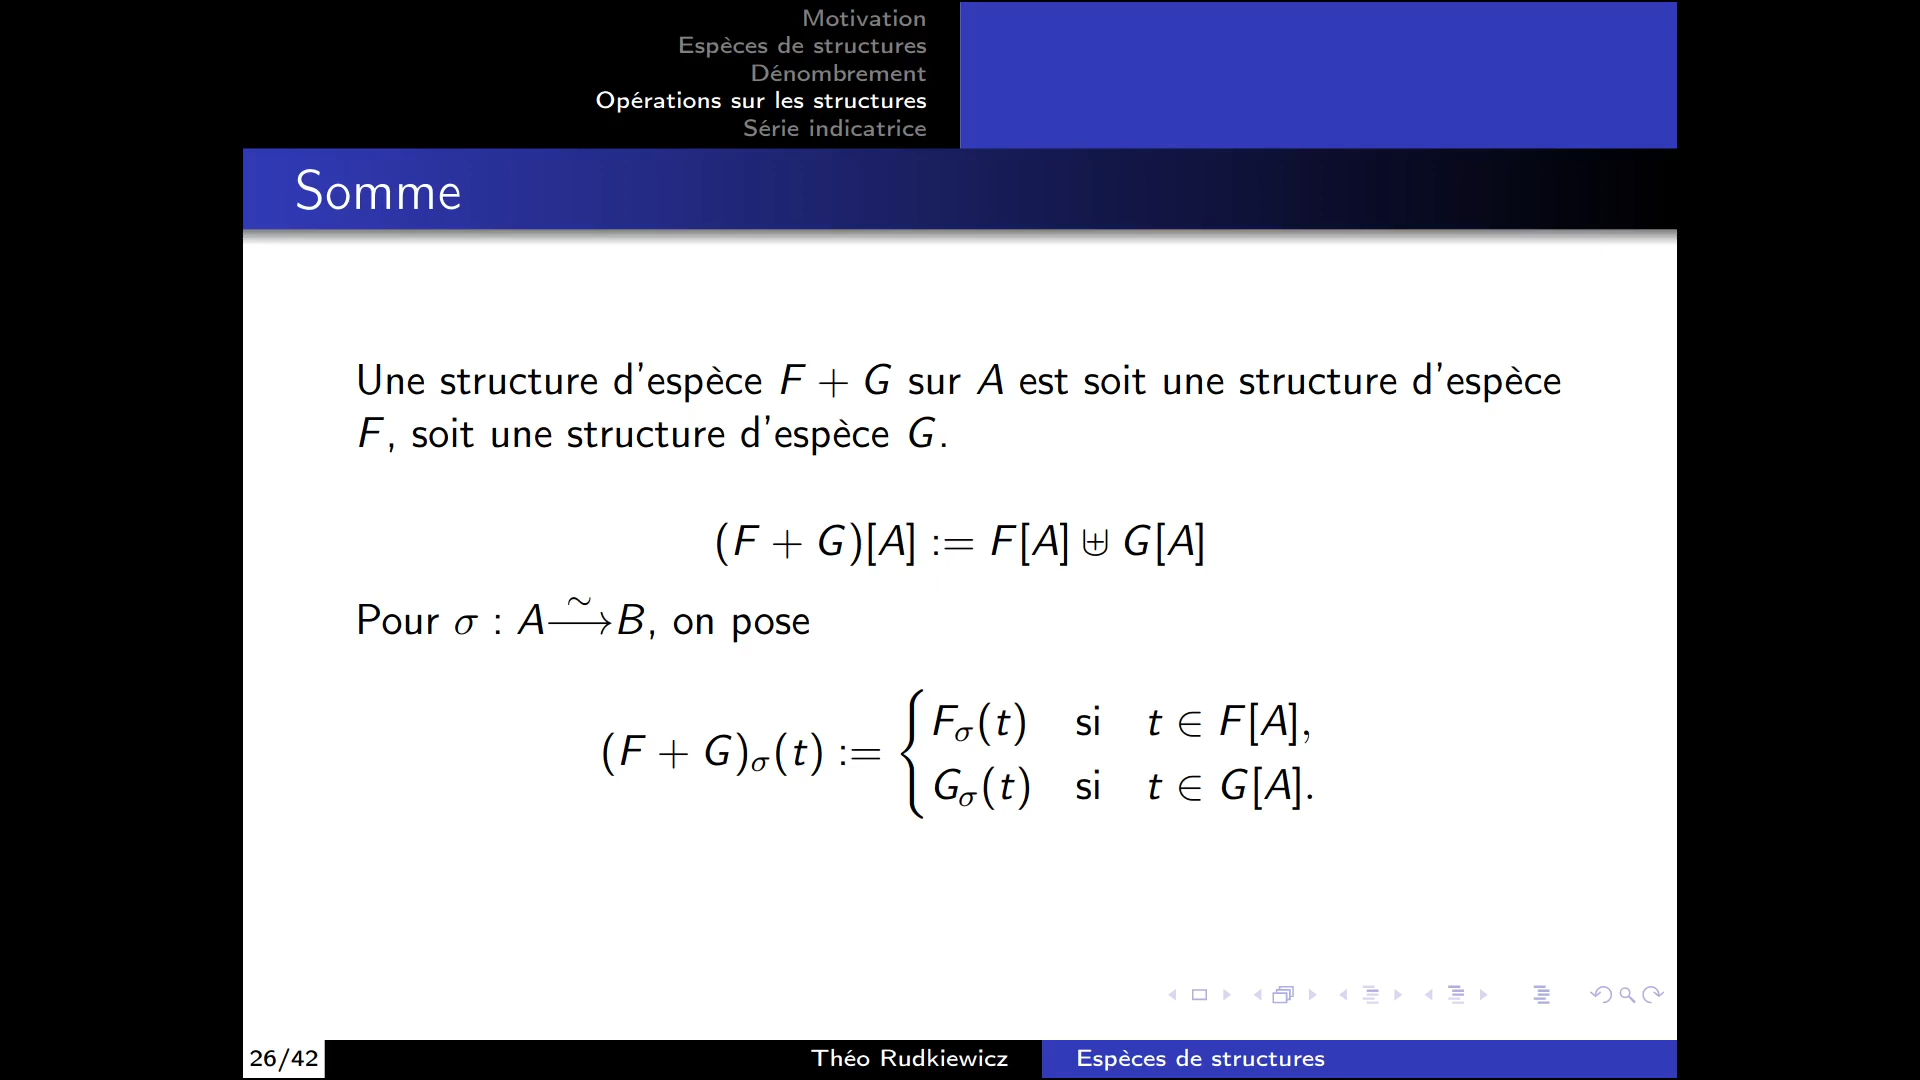 Motivation
Espèces de structures
Dénombrement
Opérations sur les structures
Série indicatrice
Somme
Une structure d'espèce F + G sur A est soit une structure d'espèce
F, soit une structure d'espèce G.
(F + G)[A] := F[A] ⊎ G[A]
Pour σ : A ⥲ B, on pose
(F + G)σ(t) := { Fσ(t) si t ∈ F[A],
Gσ(t) si t ∈ G[A].
26/42
Théo Rudkiewicz
Espèces de structures